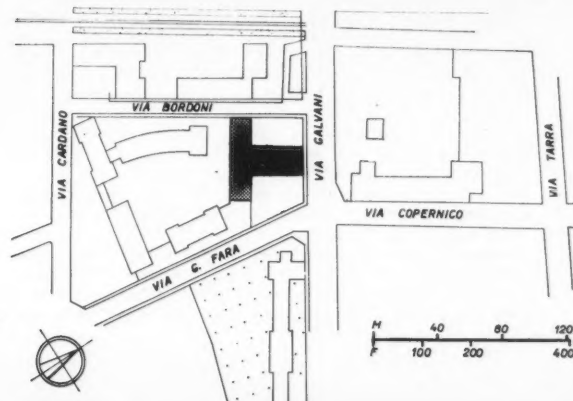 VIA BORDONI
VIA CARDANO
VIA GALVANI
VIA TARRA
VIA COPERNICO
VIA G. FARA
M 40 80 120
F 100 200 400